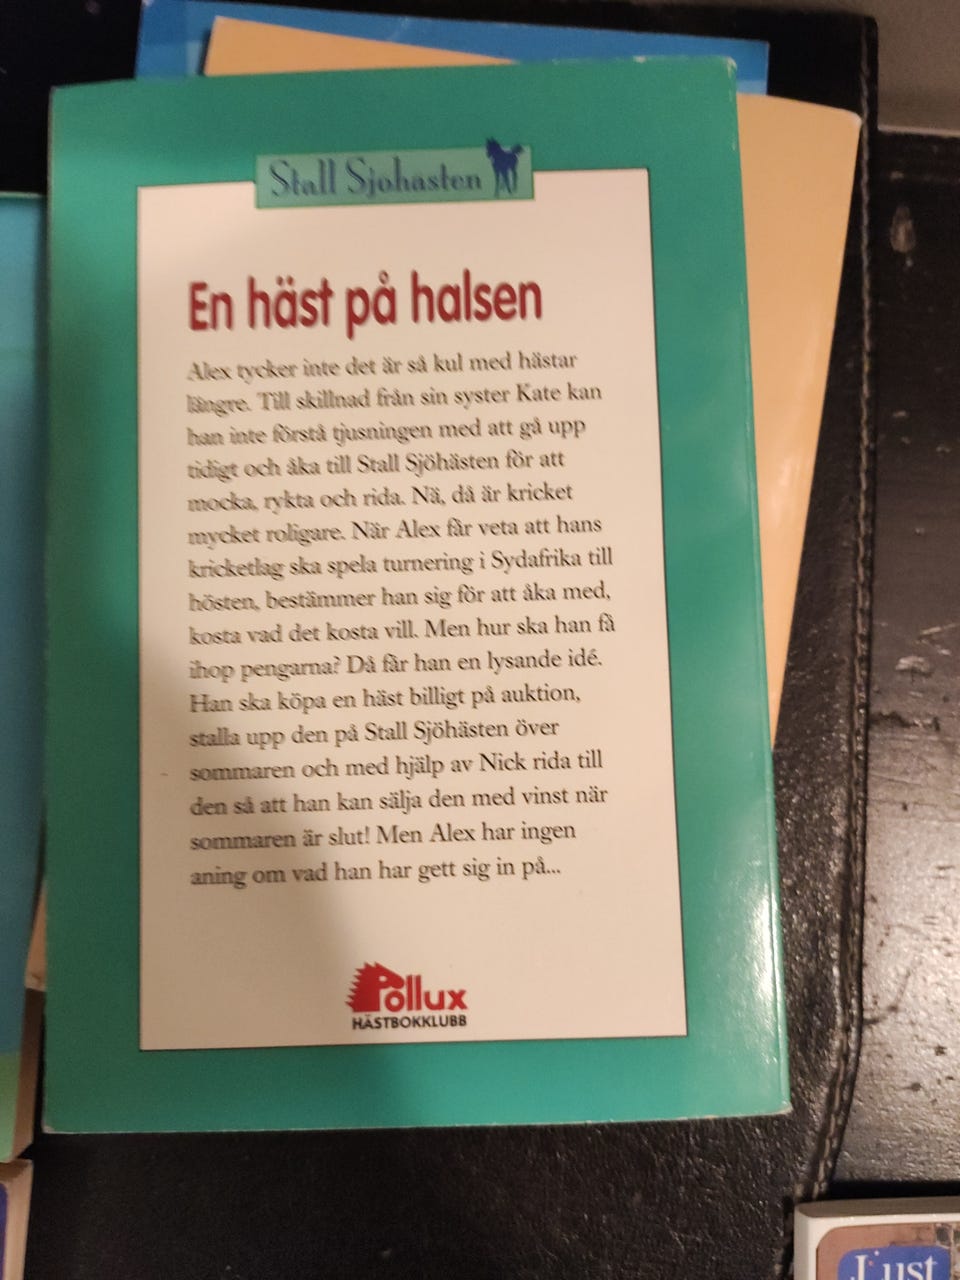 Stall Sjöhästen
En häst på halsen
Alex tycker inte det är så kul med hästar
längre. Till skillnad från sin syster Kate kan
han inte förstå tjusningen med att gå upp
tidigt och åka till Stall Sjöhästen för att
mocka, rykta och rida. Nä, då är kricket
mycket roligare. När Alex får veta att hans
kricketlag ska spela turnering i Sydafrika till
hösten, bestämmer han sig för att åka med,
kosta vad det kosta vill. Men hur ska han få
ihop pengarna? Då får han en lysande idé.
Han ska köpa en häst billigt på auktion,
stalla upp den på Stall Sjöhästen över
sommaren och med hjälp av Nick rida till
den så att han kan sälja den med vinst när
sommaren är slut! Men Alex har ingen
aning om vad han har gett sig in på...
Pollux
HÄSTBOKKLUBB